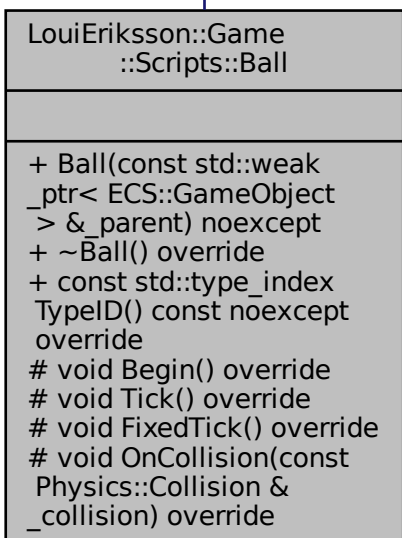 LouiEriksson::Game
::Scripts::Ball
+ Ball(const std::weak
_ptr< ECS::GameObject
 > &_parent) noexcept
+ ~Ball() override
+ const std::type_index
 TypeID() const noexcept
 override
# void Begin() override
# void Tick() override
# void FixedTick() override
# void OnCollision(const
 Physics::Collision &
_collision) override